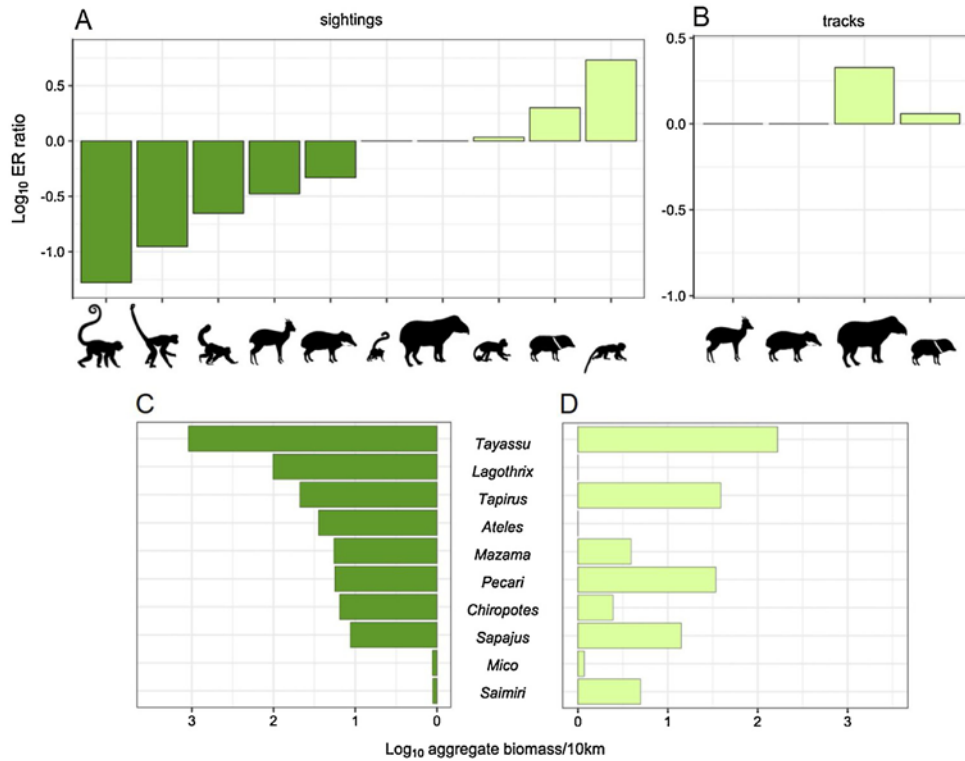 A
sightings
B
tracks
Log10 ER ratio
0.5
0.0
-0.5
-1.0
0.5
0.0
-0.5
-1.0
C
D
Tayassu
Lagothrix
Tapirus
Ateles
Mazama
Pecari
Chiropotes
Sapajus
Mico
Saimiri
3 2 1 0
0 1 2 3
Log10 aggregate biomass/10km